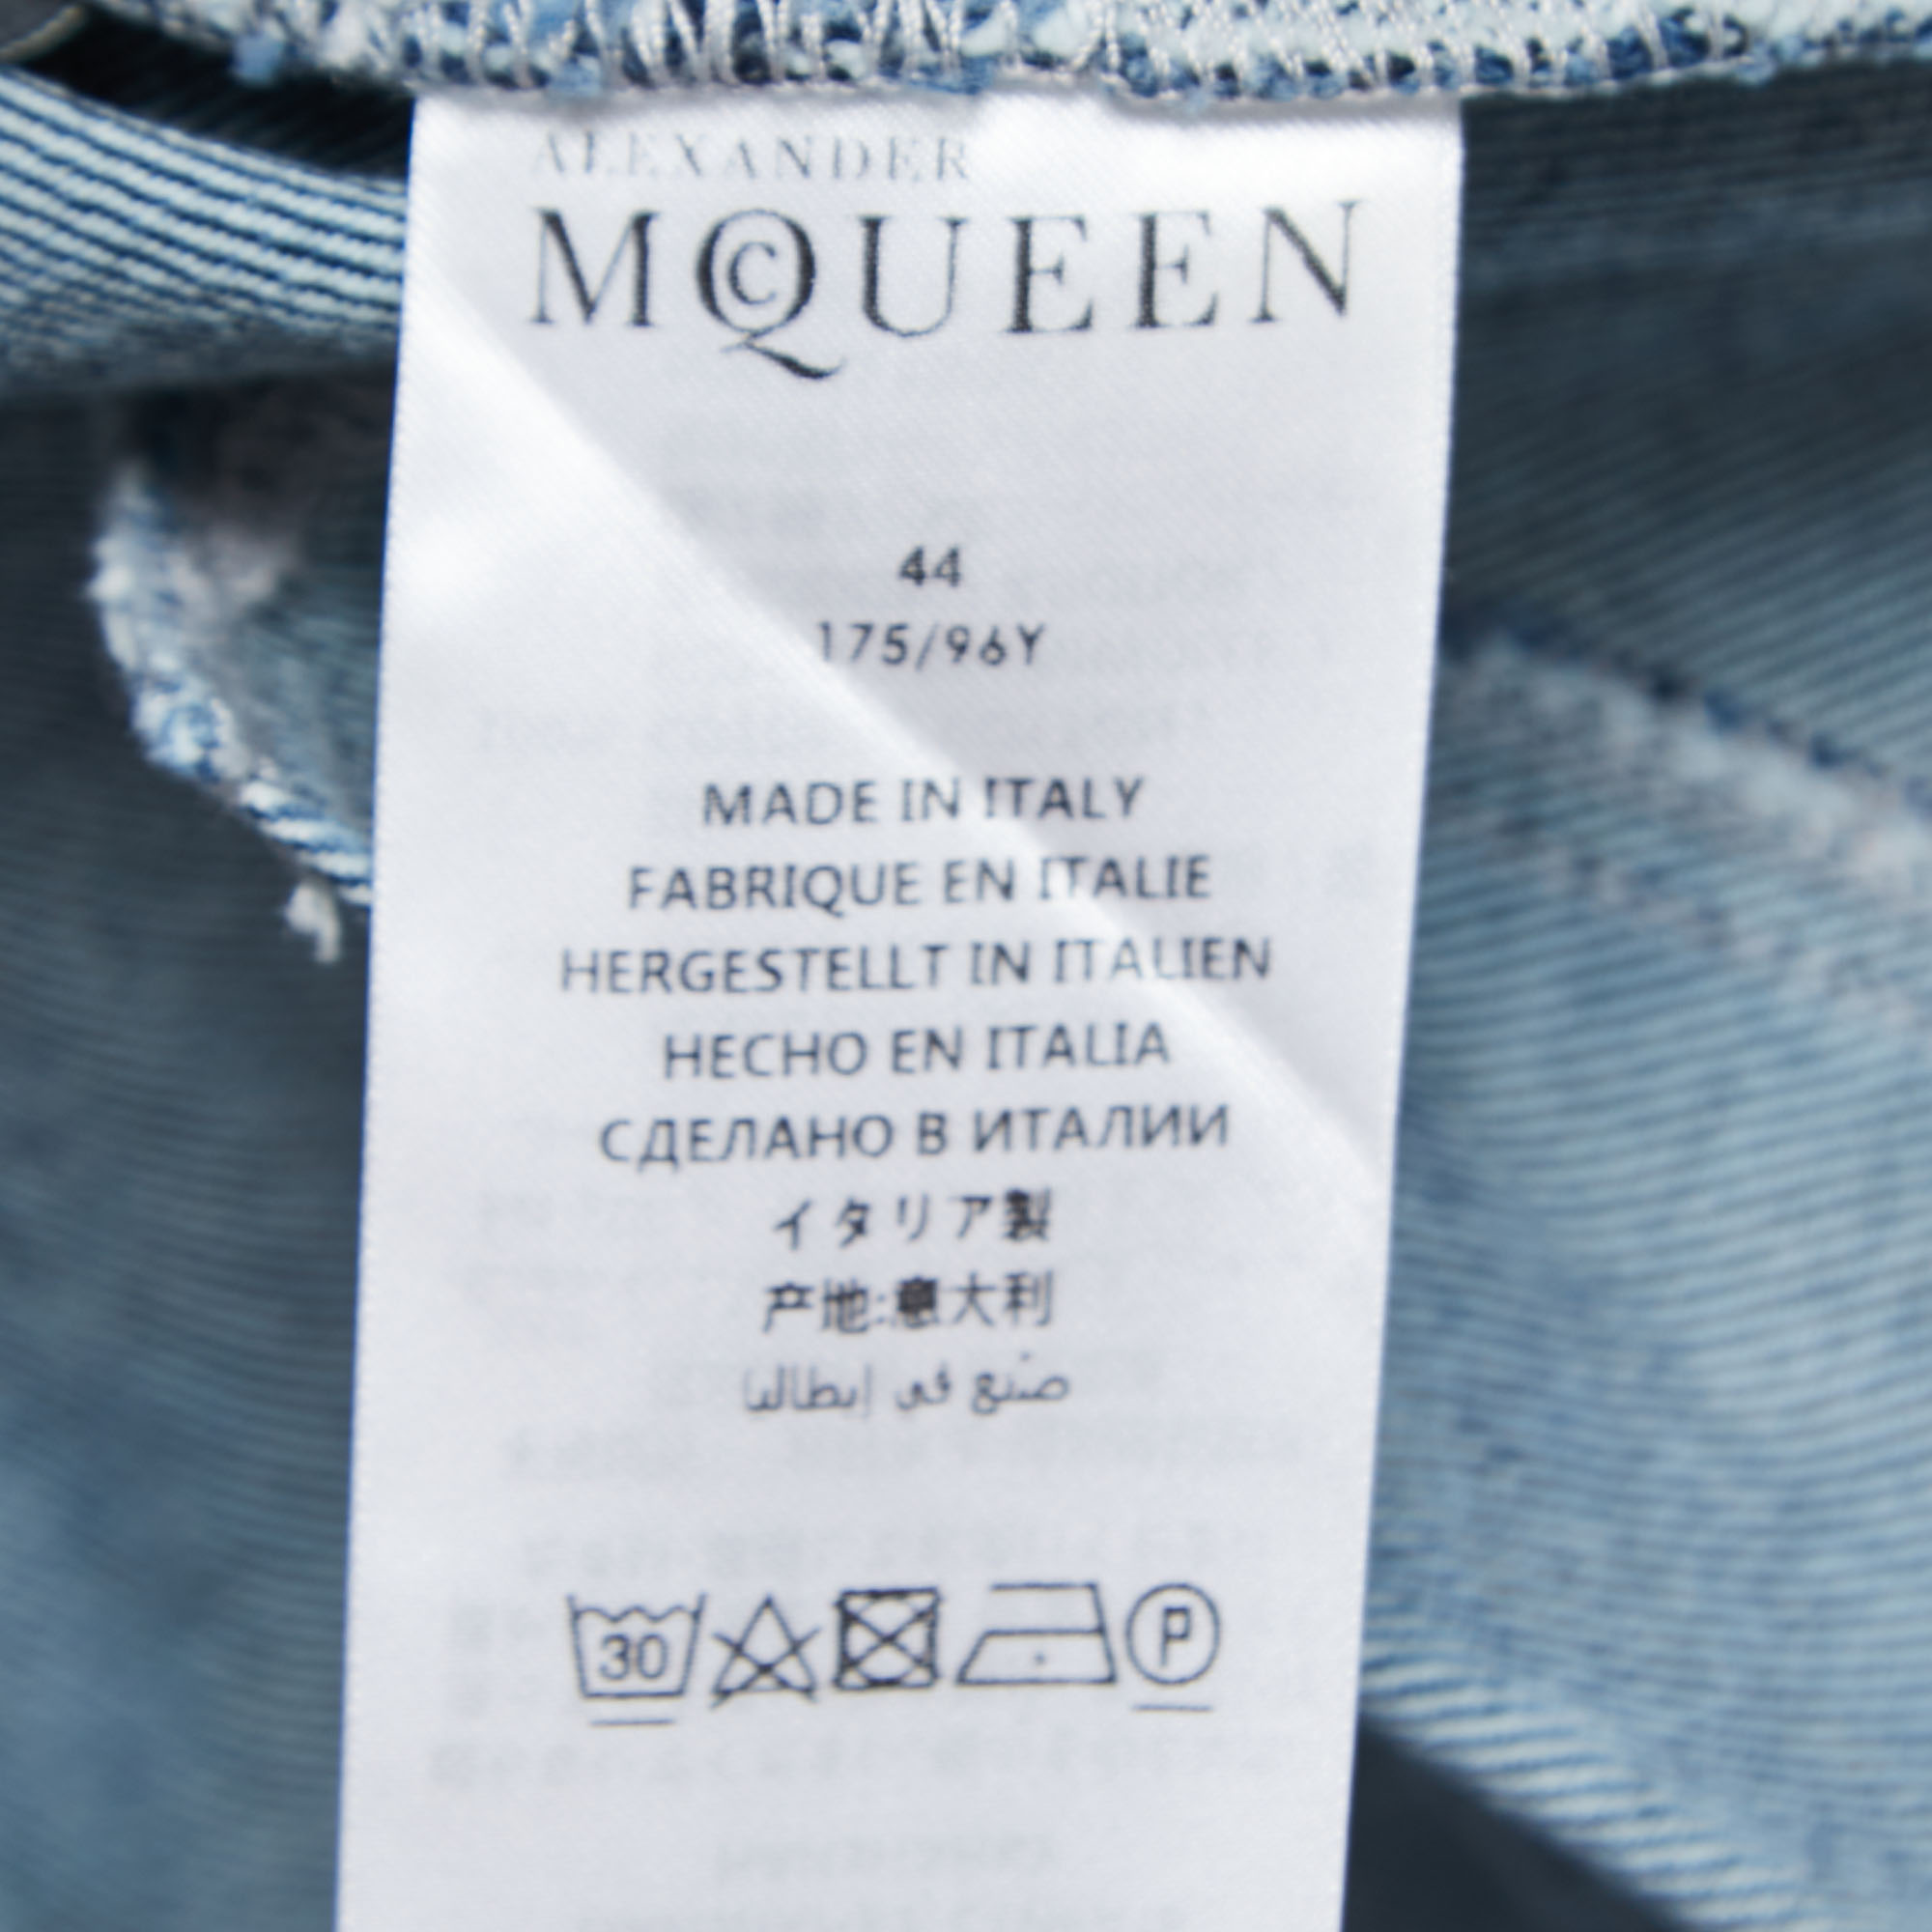 ALEXANDER
McQUEEN
44
175/96Y
MADE IN ITALY
FABRIQUE EN ITALIE
HERGESTELLT IN ITALIEN
HECHO EN ITALIA
СДЕЛАНО В ИТАЛИИ
イタリア製
产地:意大利
صنع في إيطاليا
30
P